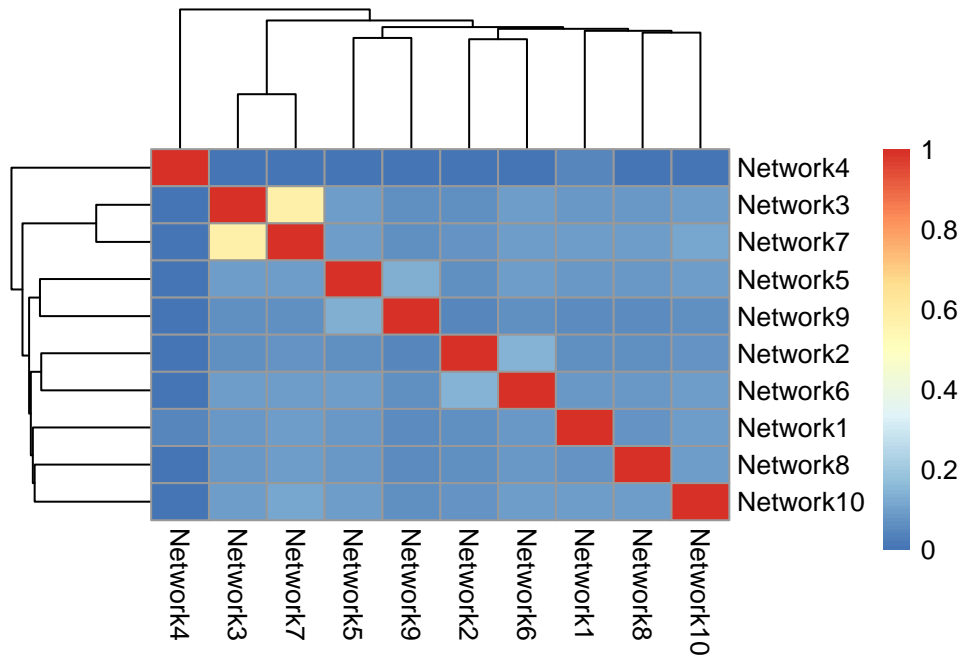 Network4
Network3
Network7
Network5
Network9
Network2
Network6
Network1
Network8
Network10
1
0.8
0.6
0.4
0.2
0
Network4
Network3
Network7
Network5
Network9
Network2
Network6
Network1
Network8
Network10